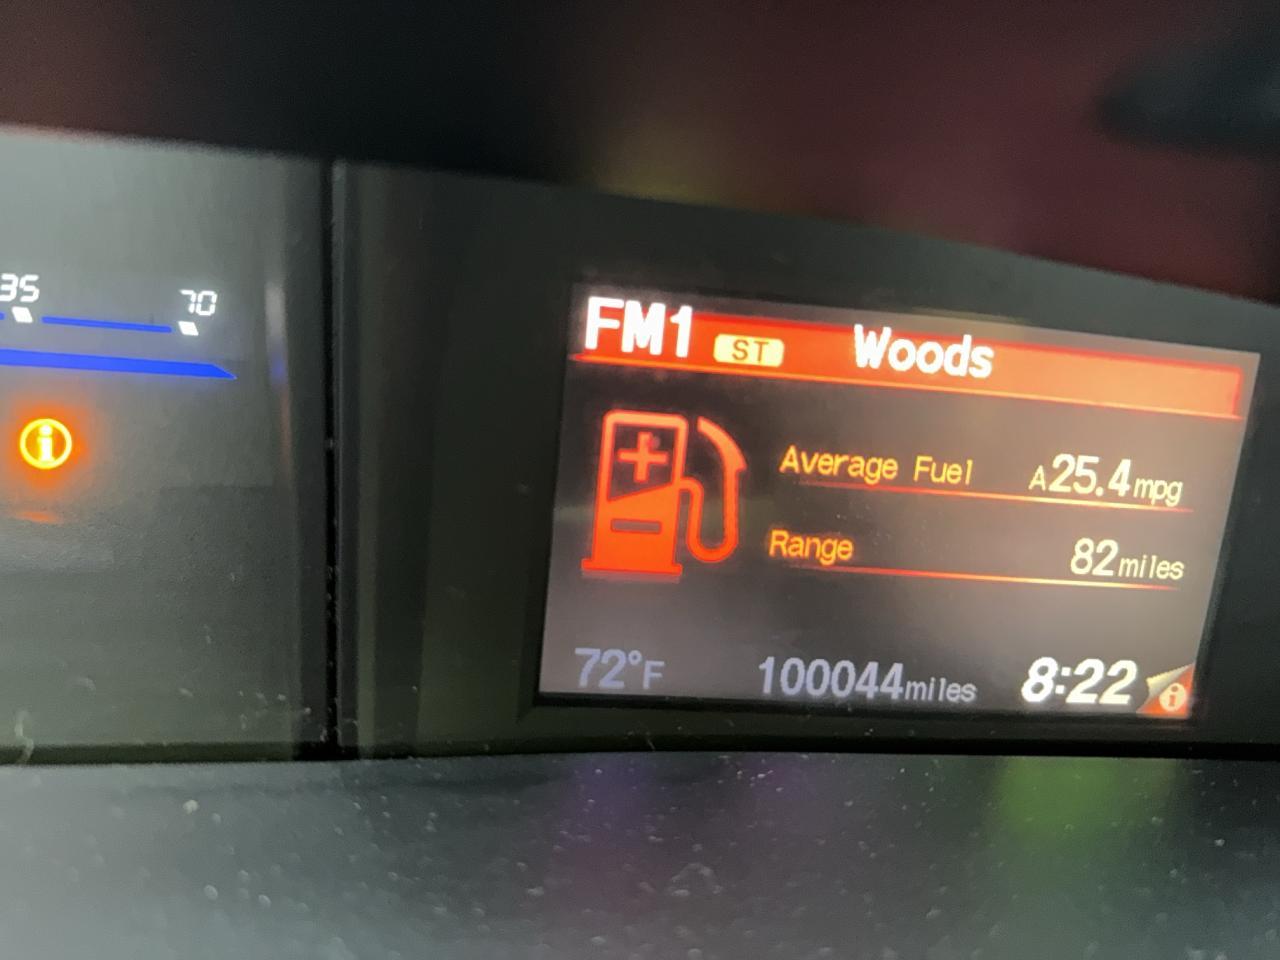 35 70
FM1 ST Woods
Average Fuel A25.4mpg
Range 82miles
72°F 100044miles 8:22